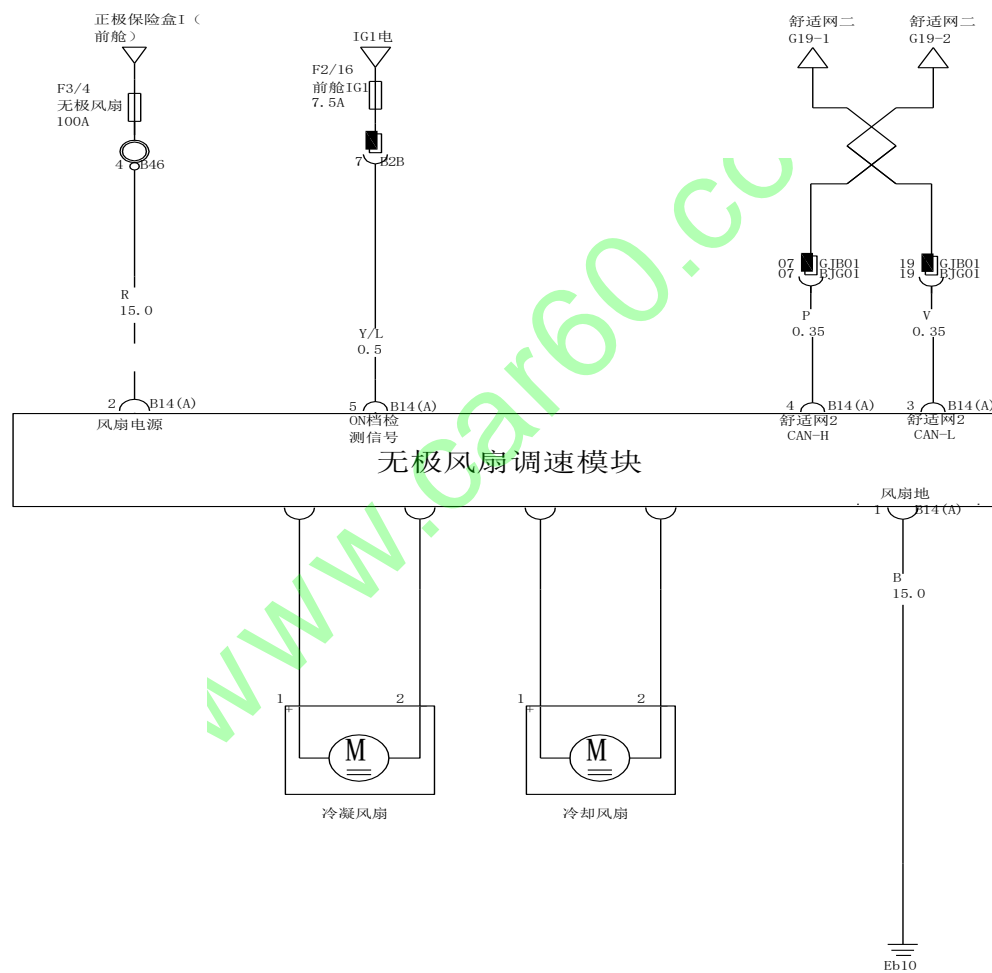 正极保险盒I（
前舱）
F3/4
无极风扇
100A
4 B46
R
15.0
2 B14(A)
风扇电源
IG1电
F2/16
前舱IG1
7.5A
7 B2B
Y/L
0.5
5 B14(A)
ON档检
测信号
舒适网二
G19-1
舒适网二
G19-2
07 GJB01
07 BJG01
19 GJB01
19 BJG01
P
0.35
V
0.35
4 B14(A)
舒适网2
CAN-H
3 B14(A)
舒适网2
CAN-L
无极风扇调速模块
风扇地
1 B14(A)
B
15.0
1 2
+
M
冷凝风扇
1 2
+
M
冷却风扇
Eb10
www.car60.co